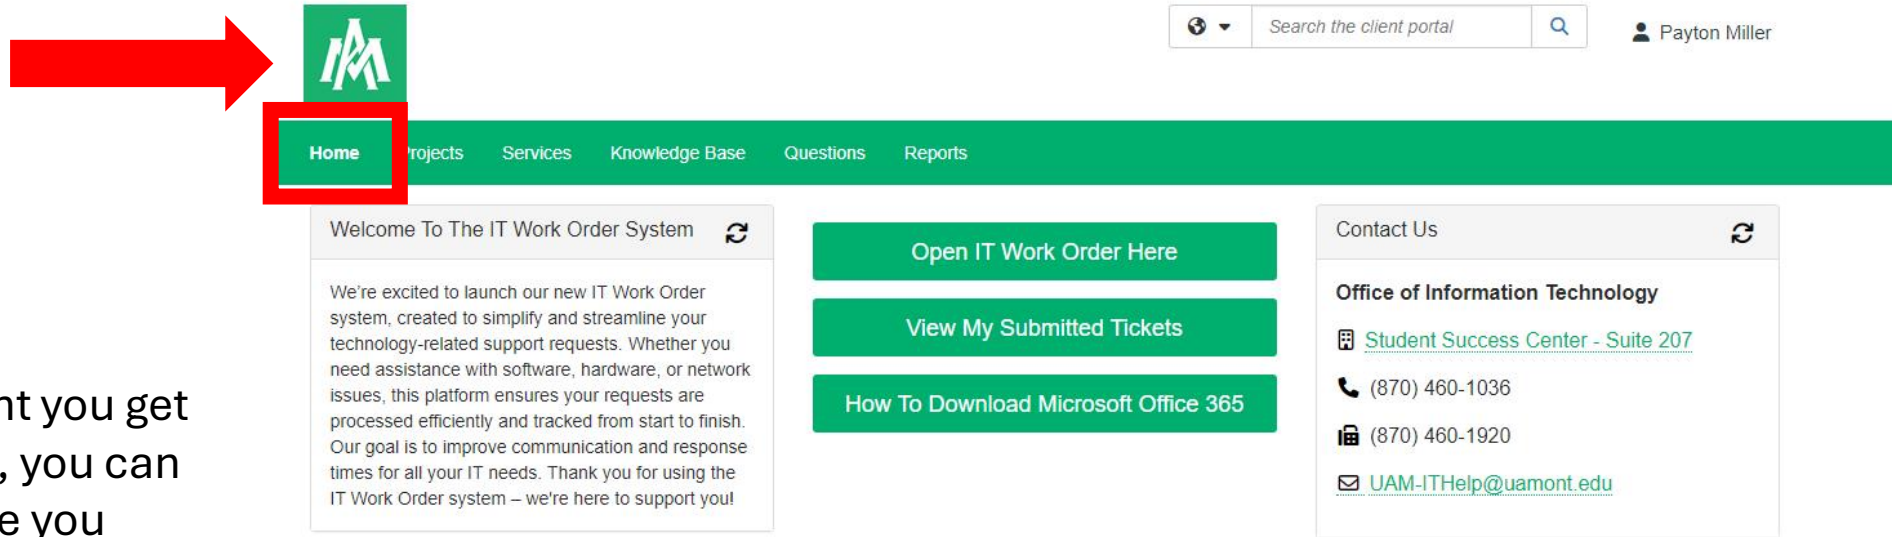 Search the client portal
Payton Miller
Home Projects Services Knowledge Base Questions Reports
Welcome To The IT Work Order System
We're excited to launch our new IT Work Order
system, created to simplify and streamline your
technology-related support requests. Whether you
need assistance with software, hardware, or network
issues, this platform ensures your requests are
processed efficiently and tracked from start to finish.
Our goal is to improve communication and response
times for all your IT needs. Thank you for using the
IT Work Order system – we're here to support you!
Open IT Work Order Here
View My Submitted Tickets
How To Download Microsoft Office 365
Contact Us
Office of Information Technology
Student Success Center - Suite 207
(870) 460-1036
(870) 460-1920
UAM-ITHelp@uamont.edu
you get
, you can
you